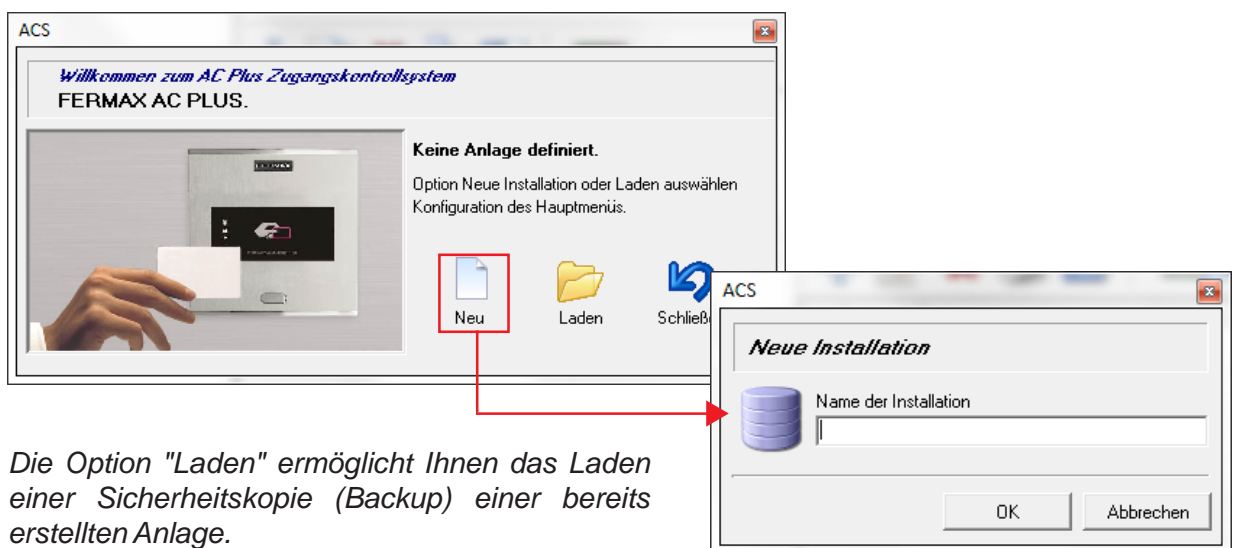 ACS
Willkommen zum AC Plus Zugangskontrollsystem
FERMAX AC PLUS.
FERMAX
Keine Anlage definiert.
Option Neue Installation oder Laden auswählen
Konfiguration des Hauptmenüs.
Neu
Laden
Schließ
ACS
Neue Installation
Name der Installation
OK
Abbrechen
Die Option "Laden" ermöglicht Ihnen das Laden
einer Sicherheitskopie (Backup) einer bereits
erstellten Anlage.